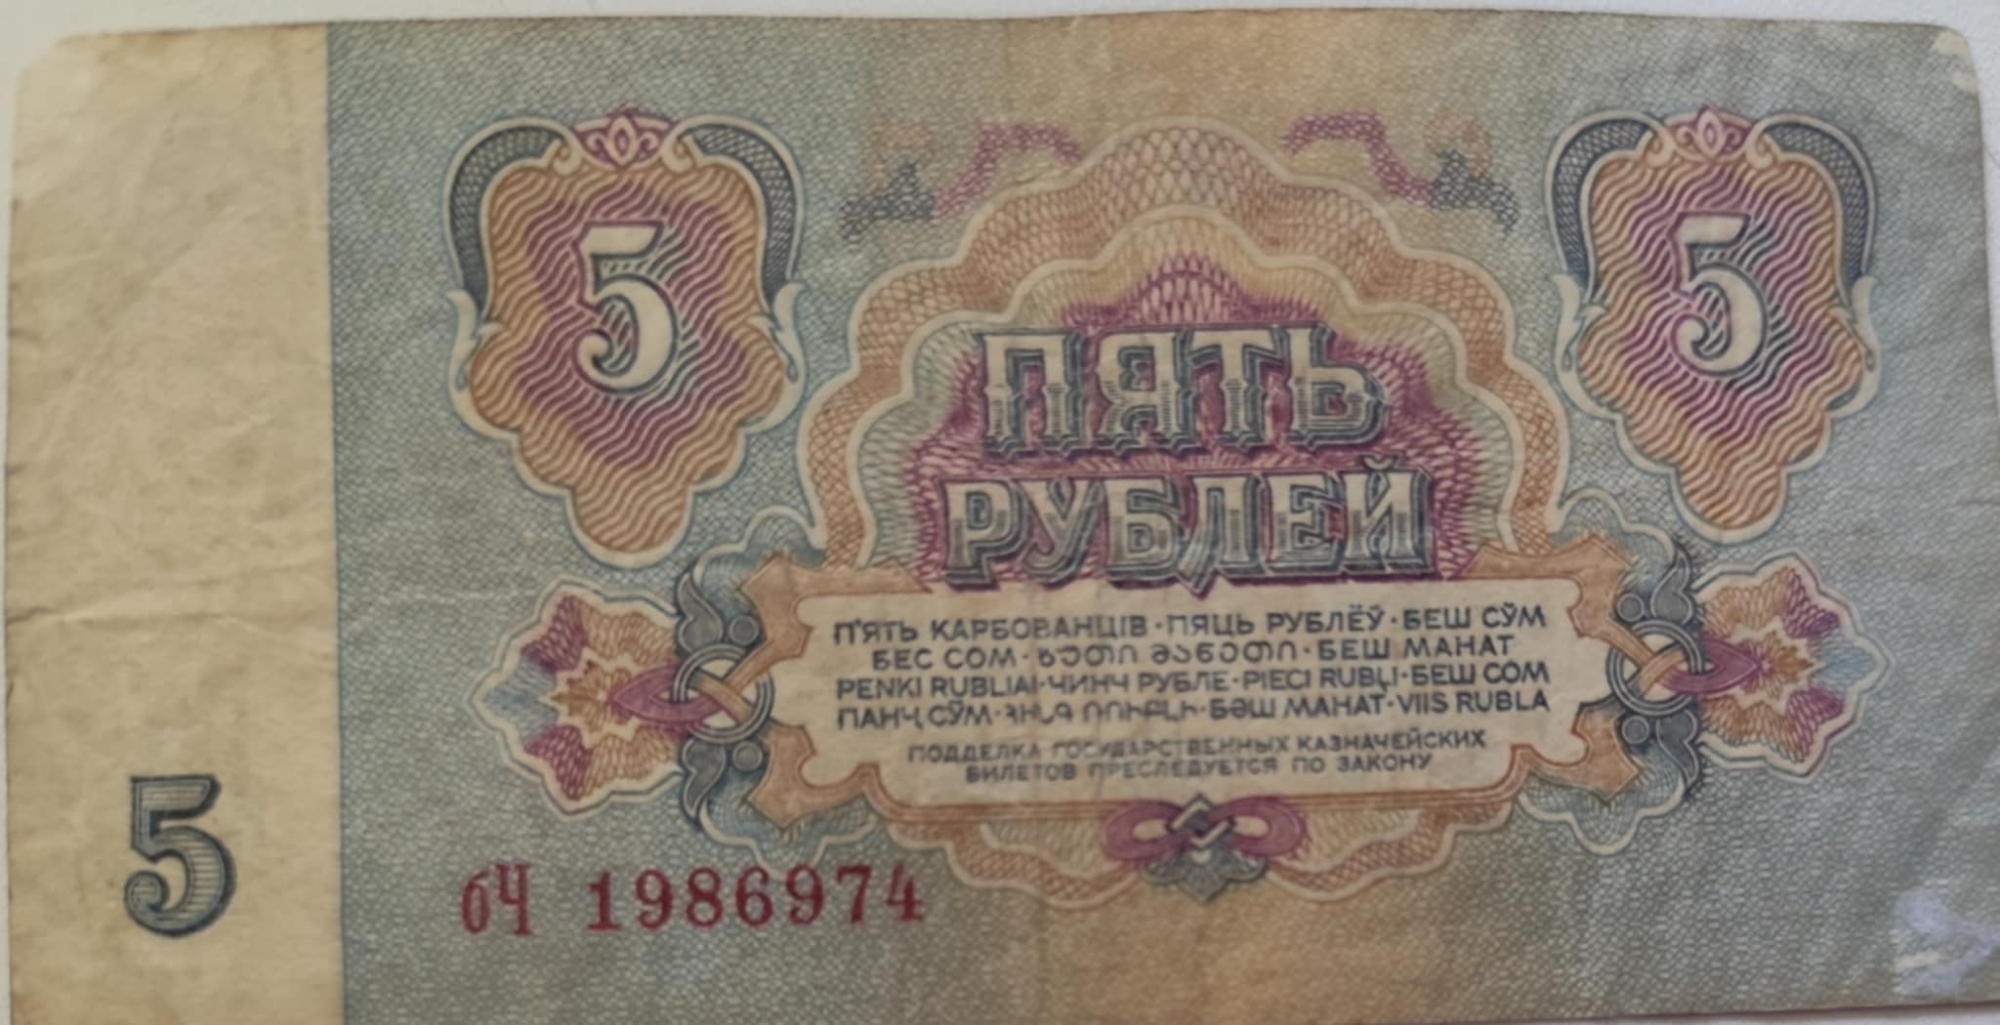 5
5
ПЯТЬ
РУБЛЕЙ
П'ЯТЬ КАРБОВАНЦІВ·ПЯЦЬ РУБЛЁЎ·БЕШ СЎМ
БЕС СОМ·ხუთი მანეთი·БЕШ МАНАТ
PENKI RUBLIAI·ЧИНЧ РУБЛЕ·PIECI RUBĻI·БЕШ СОМ
ПАНҶ СӮМ·ՀԻՆԳ ՌՈՒԲԼԻ·БӘШ МАНАТ·VIIS RUBLA
ПОДДЕЛКА ГОСУДАРСТВЕННЫХ КАЗНАЧЕЙСКИХ
БИЛЕТОВ ПРЕСЛЕДУЕТСЯ ПО ЗАКОНУ
5
бЧ 1986974